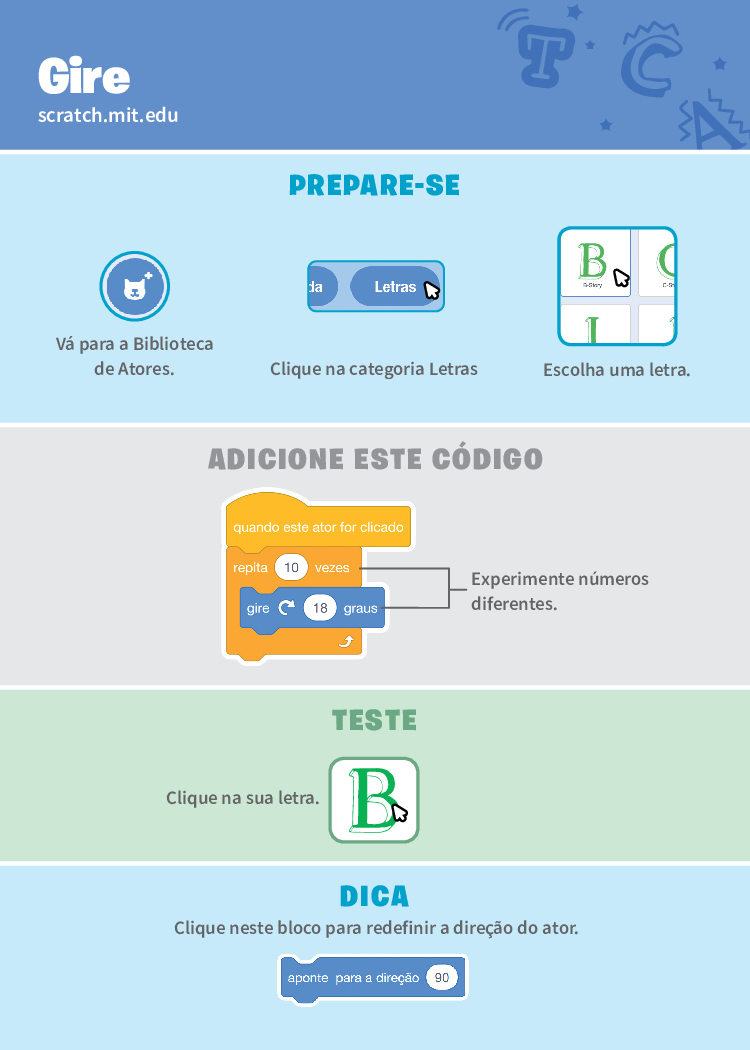 T C A
Gire
scratch.mit.edu
PREPARE-SE
da Letras
B
B-Story
C-St
Vá para a Biblioteca
de Atores.
Clique na categoria Letras
Escolha uma letra.
ADICIONE ESTE CÓDIGO
quando este ator for clicado
repita 10 vezes
gire 18 graus
Experimente números
diferentes.
TESTE
Clique na sua letra.
B
DICA
Clique neste bloco para redefinir a direção do ator.
aponte para a direção 90